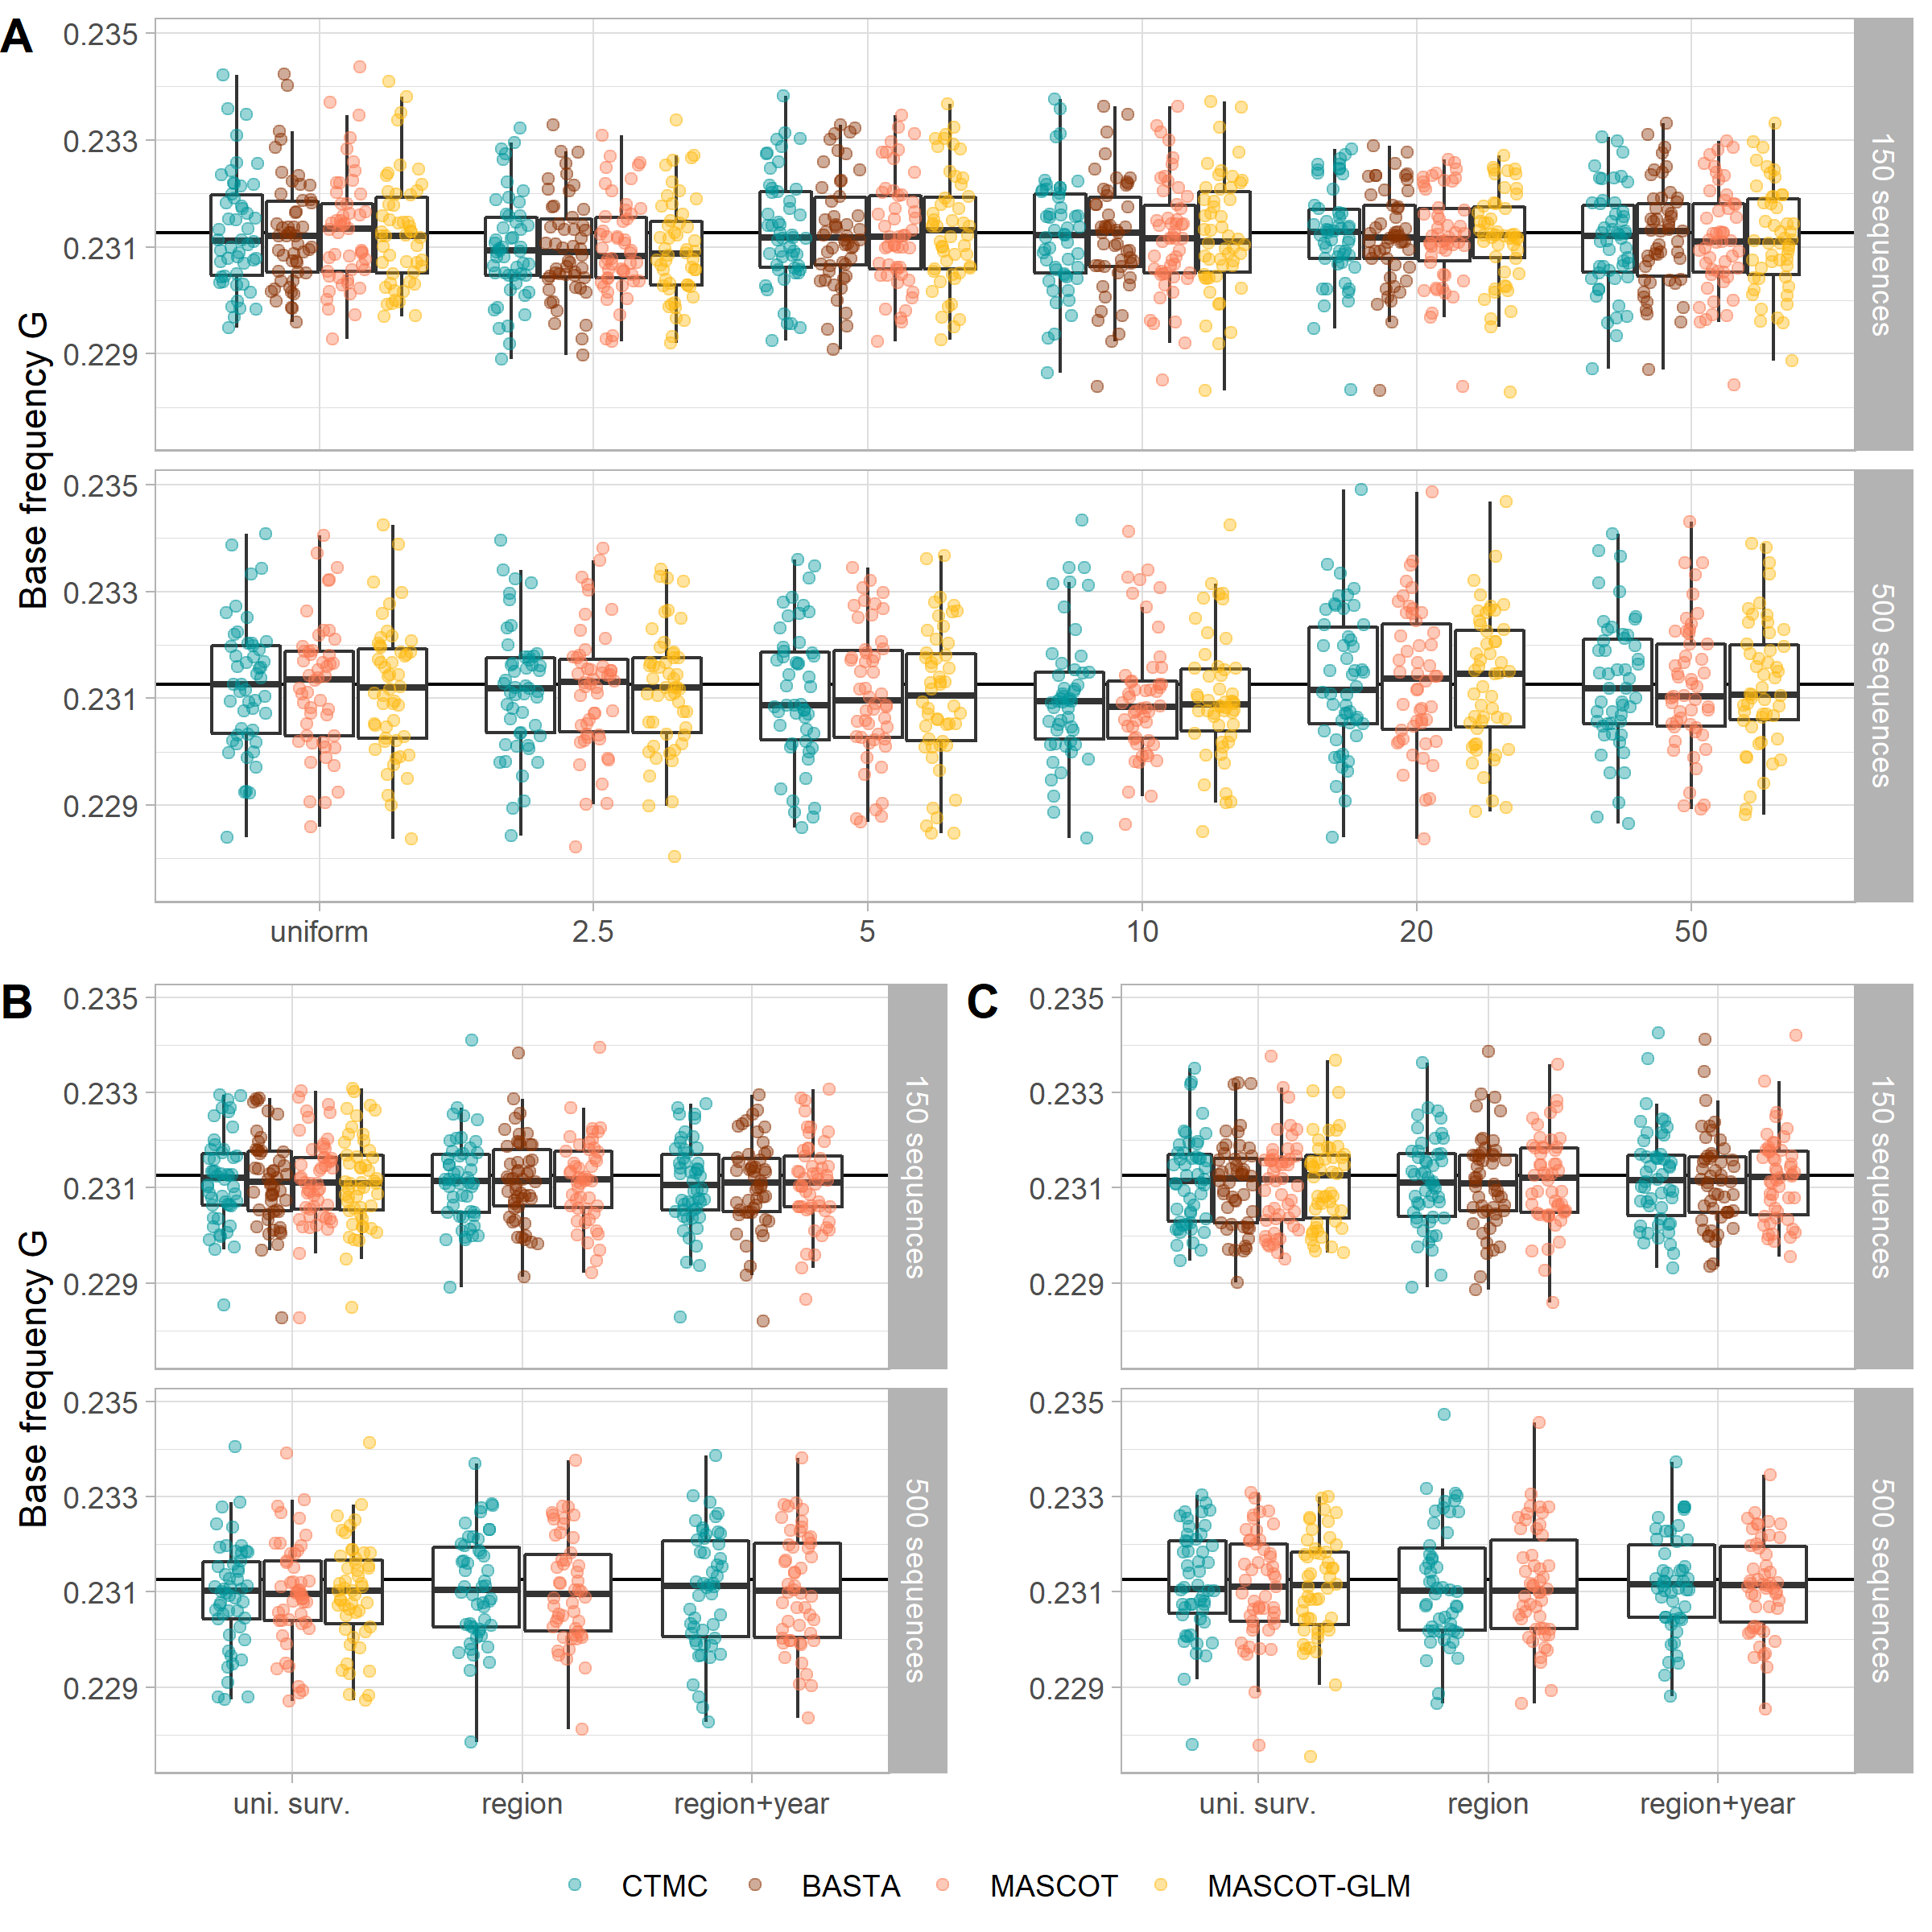 A
Base frequency G
0.235
0.233
0.231
0.229
150 sequences
0.235
0.233
0.231
0.229
500 sequences
uniform 2.5 5 10 20 50
B
Base frequency G
0.235
0.233
0.231
0.229
150 sequences
0.235
0.233
0.231
0.229
500 sequences
uni. surv. region region+year
C
0.235
0.233
0.231
0.229
150 sequences
0.235
0.233
0.231
0.229
500 sequences
uni. surv. region region+year
CTMC BASTA MASCOT MASCOT-GLM